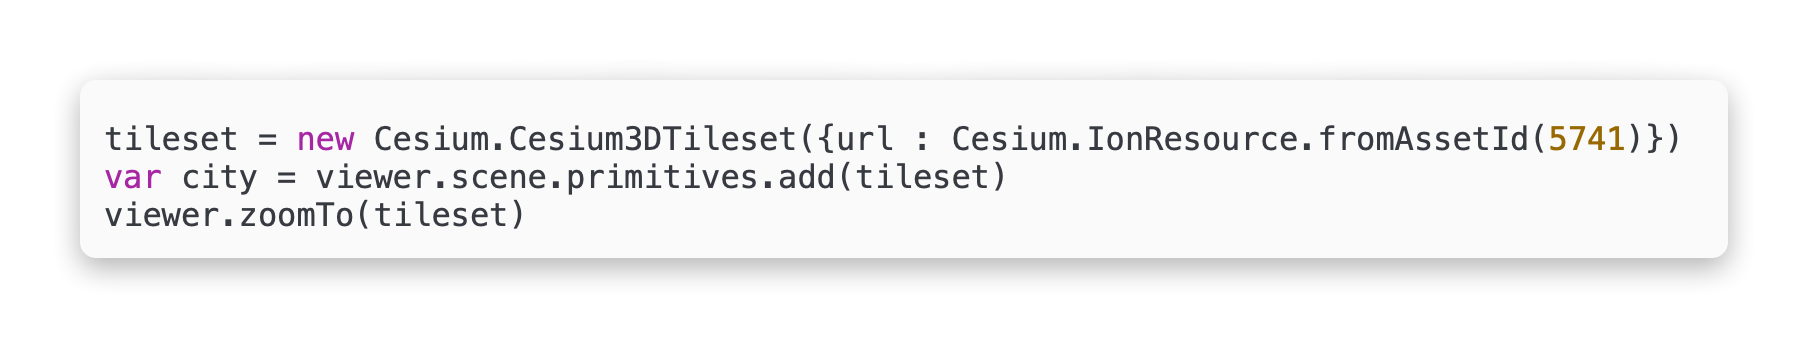 tileset = new Cesium.Cesium3DTileset({url : Cesium.IonResource.fromAssetId(5741)})
var city = viewer.scene.primitives.add(tileset)
viewer.zoomTo(tileset)